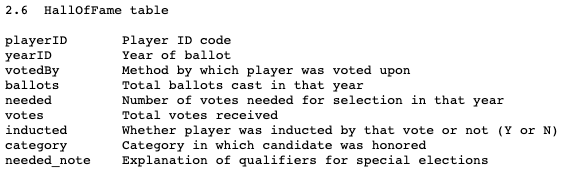 2.6 HallOfFame table
playerID Player ID code
yearID Year of ballot
votedBy Method by which player was voted upon
ballots Total ballots cast in that year
needed Number of votes needed for selection in that year
votes Total votes received
inducted Whether player was inducted by that vote or not (Y or N)
category Category in which candidate was honored
needed_note Explanation of qualifiers for special elections